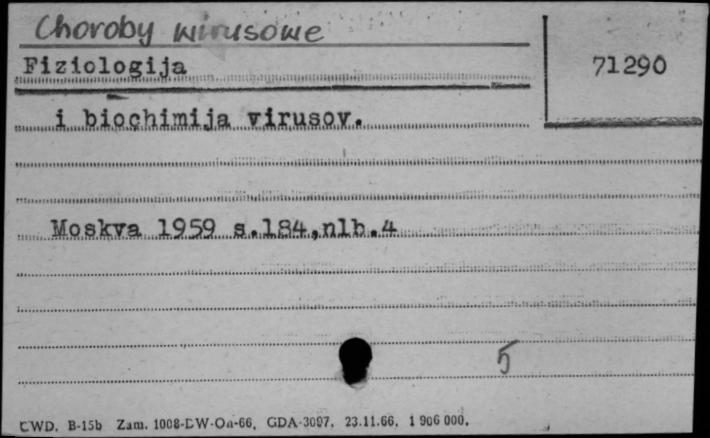 Choroby wirusowe
Fiziologija
71290
i biochimija virusov.
Moskva 1959 s.184,nlb.4
5
CWD. B-15b Zam. 1008-DW-Oa-66, GDA-3097. 23.11.66. 1 906 000.